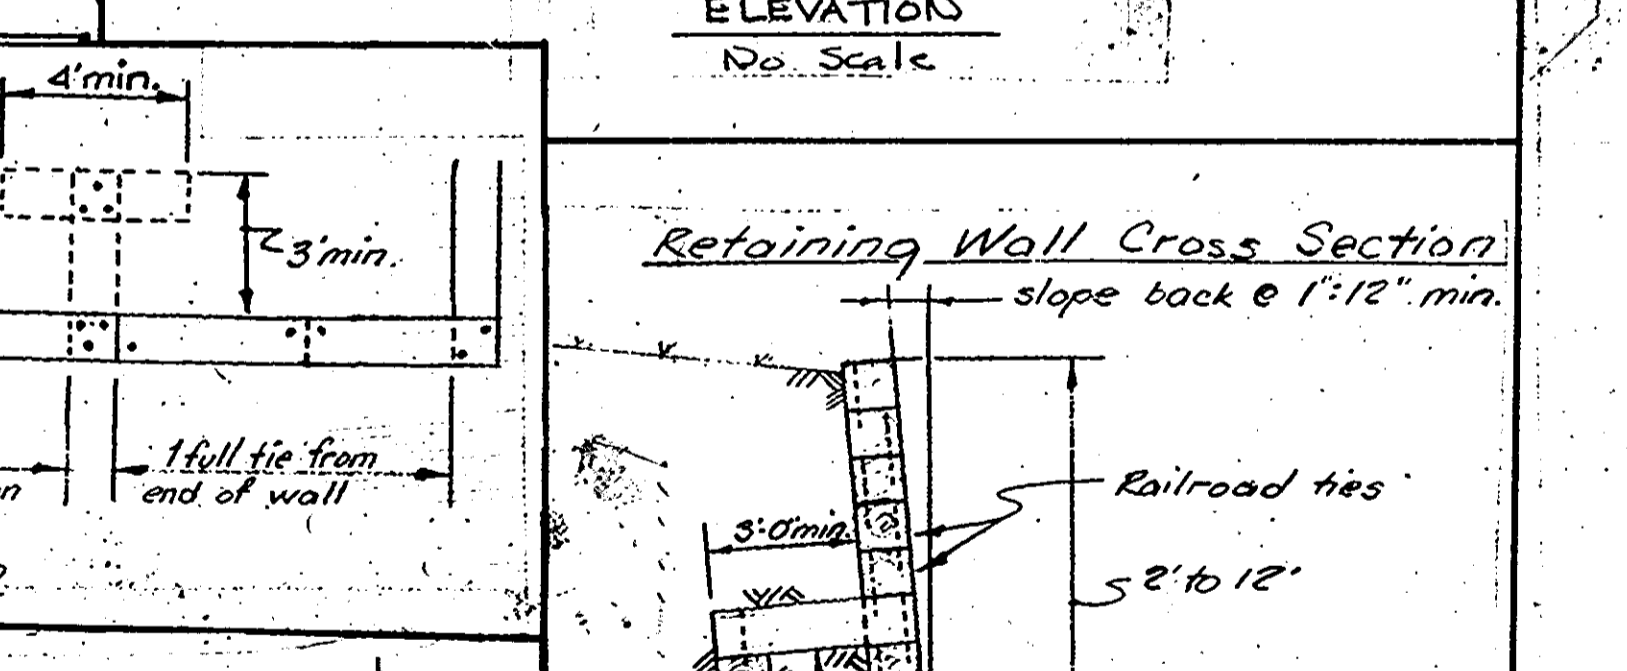 ELEVATION
No Scale
4'min.
3'min.
1 full tie from
end of wall
Retaining Wall Cross Section
slope back @ 1":12" min.
Railroad ties
3'-0"min.
2' to 12'